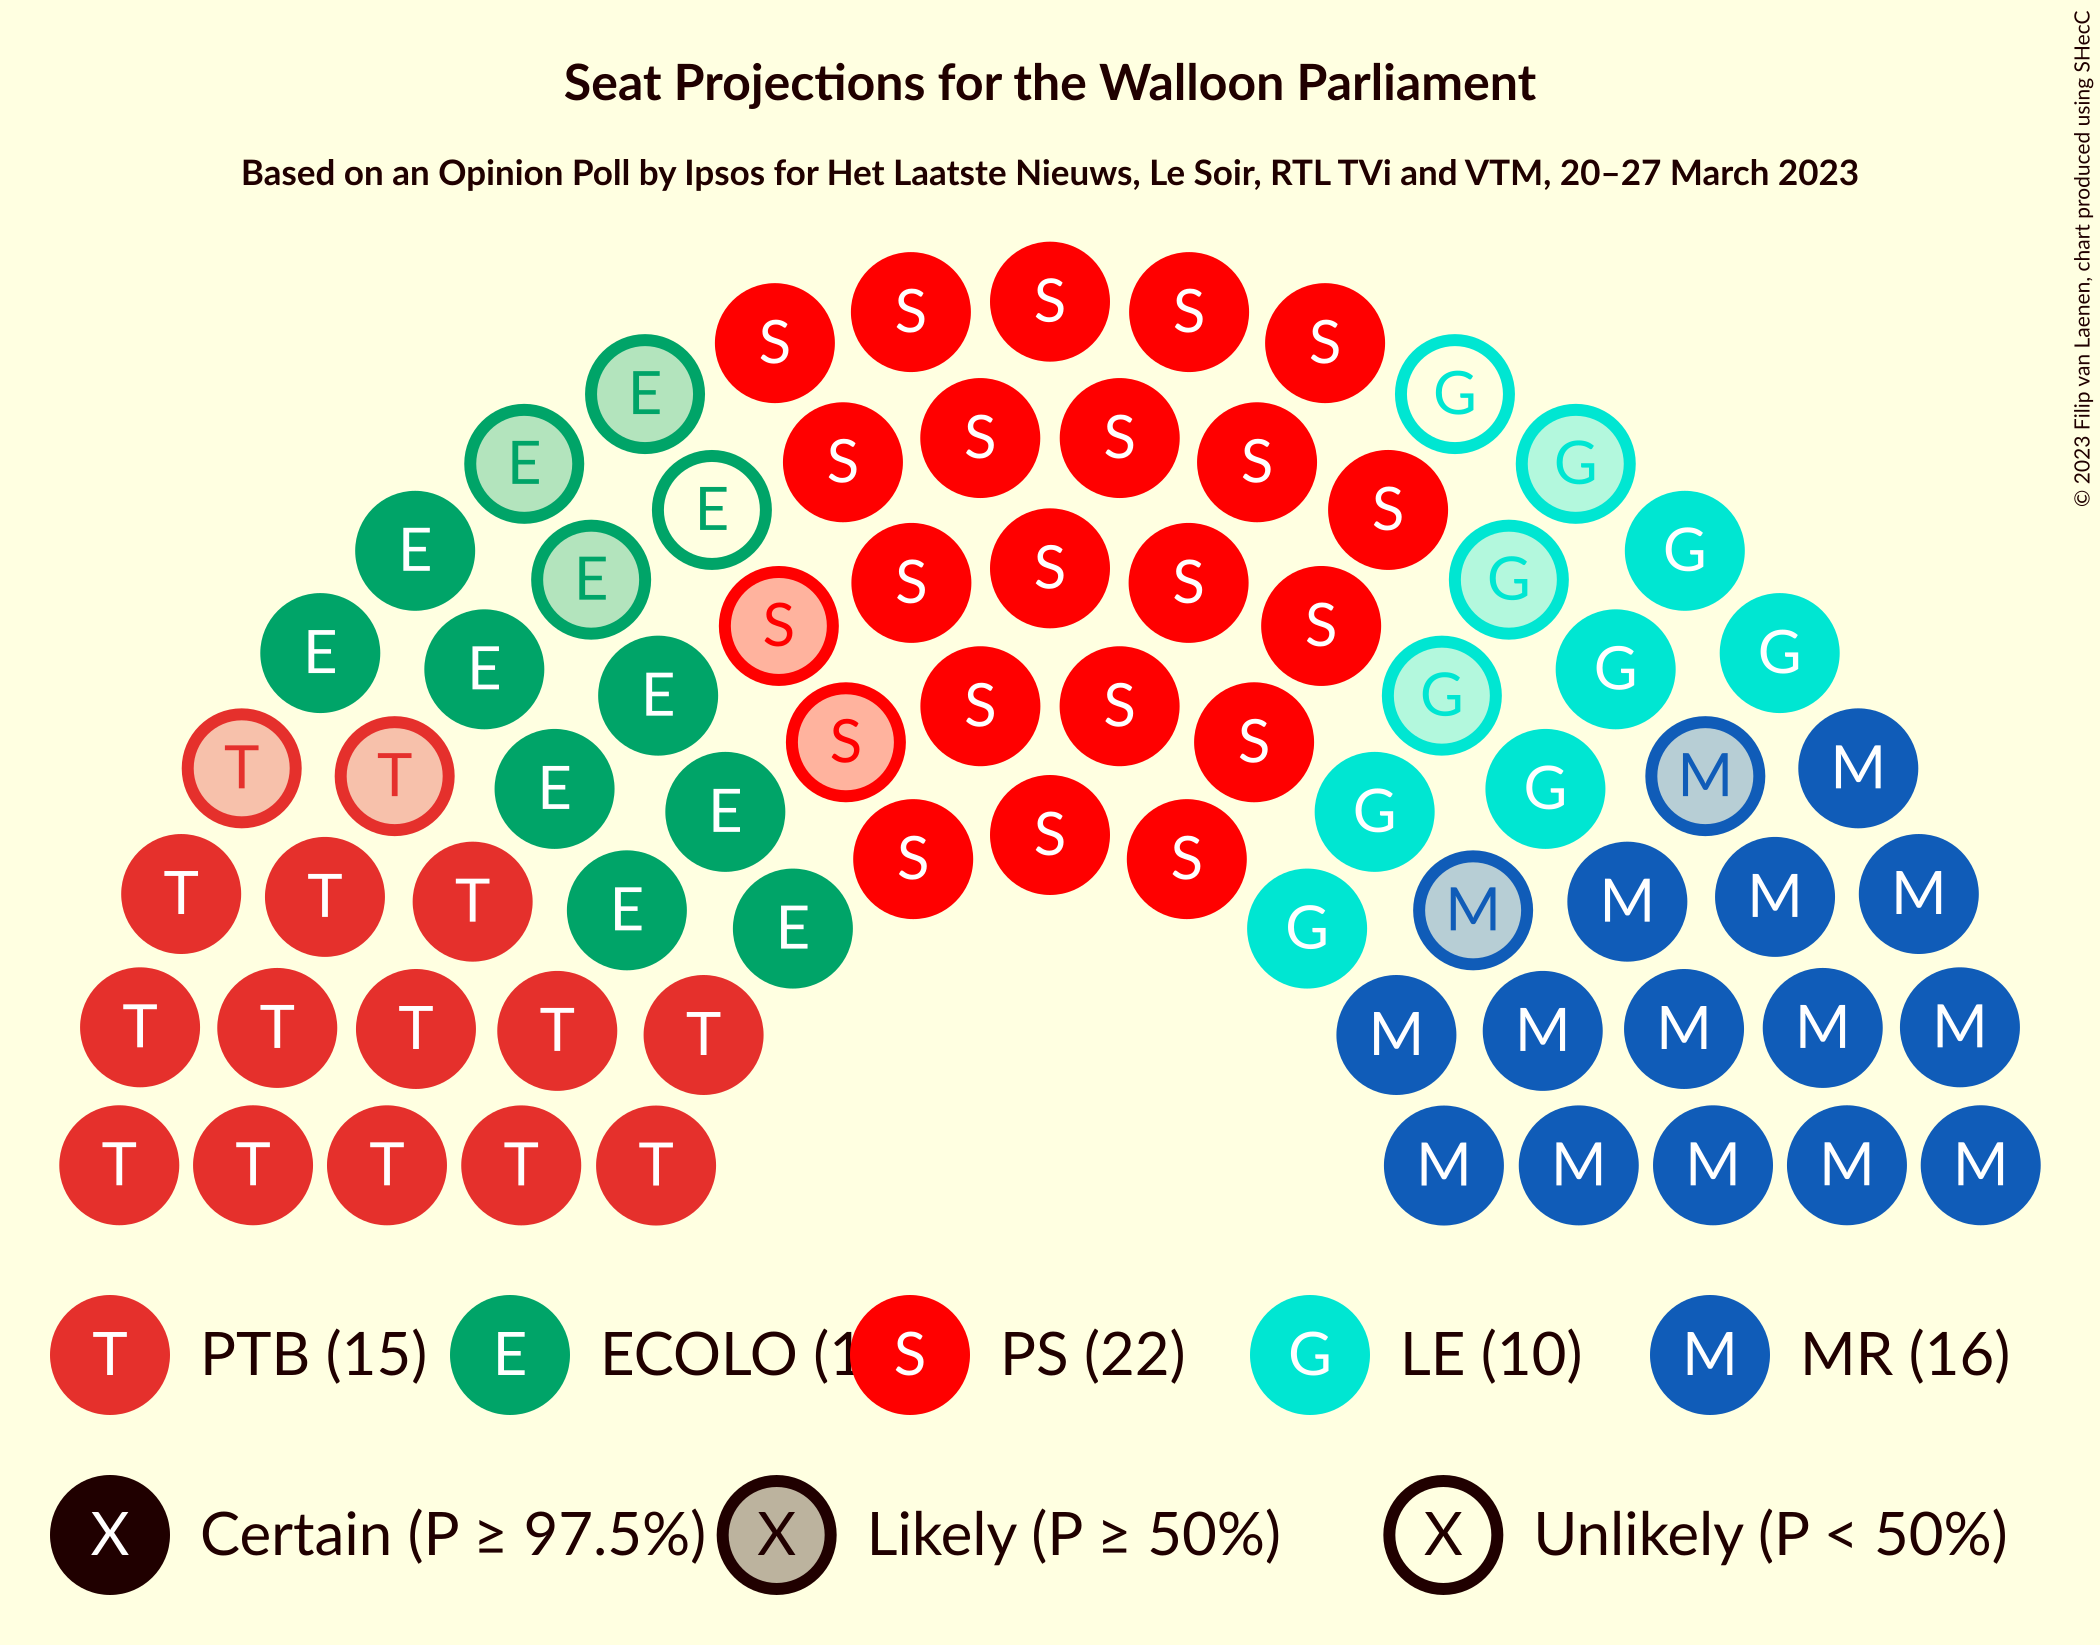 Seat Projections for the Walloon Parliament
Based on an Opinion Poll by Ipsos for Het Laatste Nieuws, Le Soir, RTL TVi and VTM, 20–27 March 2023
© 2023 Filip van Laenen, chart produced using SHecC
S
S S
S S
E G
S S
E G
S S
E G
E G
S S
S
S S
E G
S S
E G
E G
S S
E G
S S
T M
T M
E G
E G
S
S S
T M
T M
T M
E M
E G
T T T T T M M M M M
T T T T T M M M M M
T PTB (15) E ECOLO (1 S PS (22) G LE (10) M MR (16)
X Certain (P ≥ 97.5%) X Likely (P ≥ 50%) X Unlikely (P < 50%)